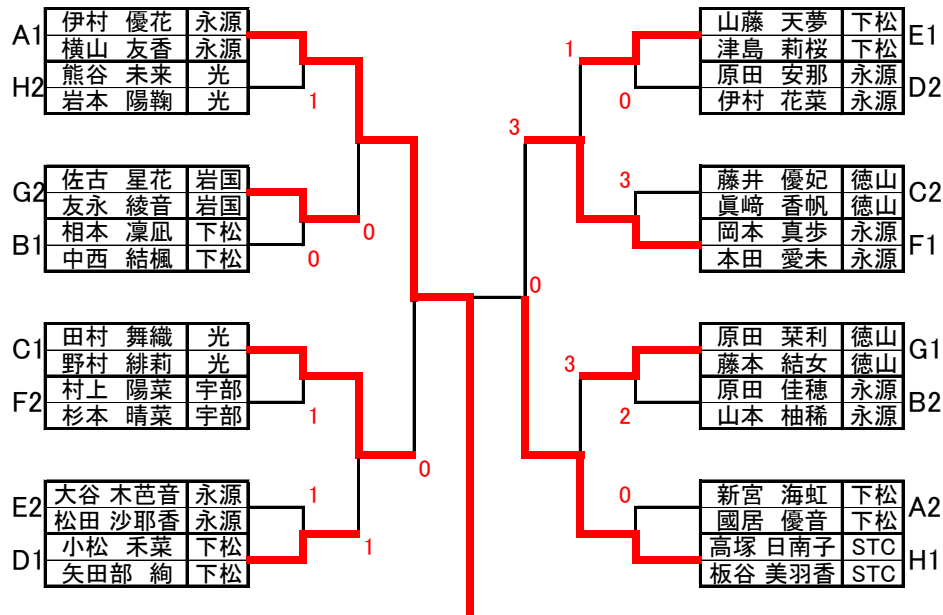 A1
伊村 優花 永源
横山 友香 永源
H2
熊谷 未来 光
岩本 陽鞠 光
1
G2
佐古 星花 岩国
友永 綾音 岩国
B1
相本 凜凪 下松
中西 結楓 下松
0
0
C1
田村 舞織 光
野村 緋莉 光
F2
村上 陽菜 宇部
杉本 晴菜 宇部
1
0
E2
大谷 木芭音 永源
松田 沙耶香 永源
1
D1
小松 禾菜 下松
矢田部 絢 下松
1
0
E1
山藤 天夢 下松
津島 莉桜 下松
1
D2
原田 安那 永源
伊村 花菜 永源
0
3
C2
藤井 優妃 徳山
眞﨑 香帆 徳山
3
F1
岡本 真歩 永源
本田 愛未 永源
G1
原田 栞利 徳山
藤本 結女 徳山
3
B2
原田 佳穂 永源
山本 柚稀 永源
2
A2
新宮 海虹 下松
國居 優音 下松
0
H1
高塚 日南子 STC
板谷 美羽香 STC